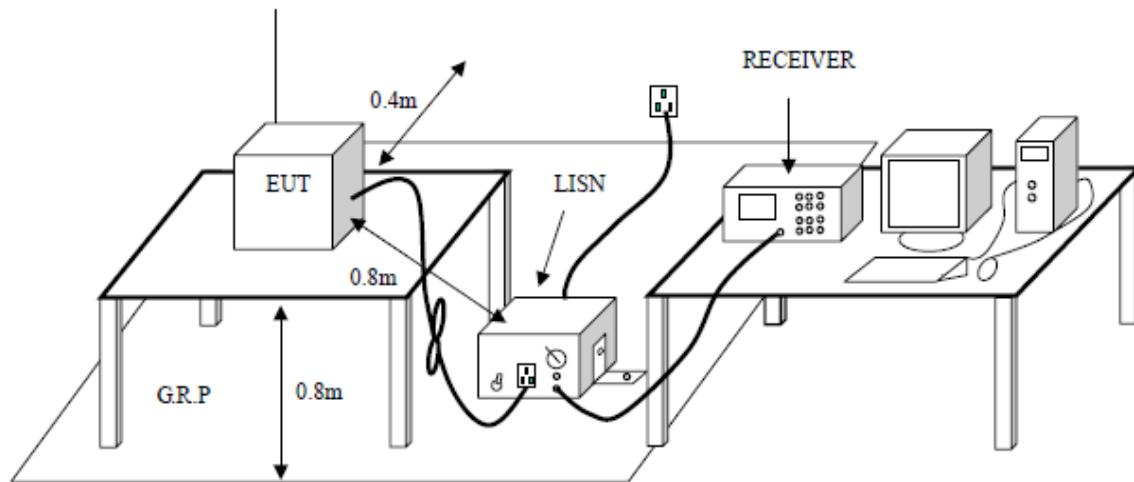 RECEIVER
0.4m
EUT
LISN
0.8m
G.R.P
0.8m